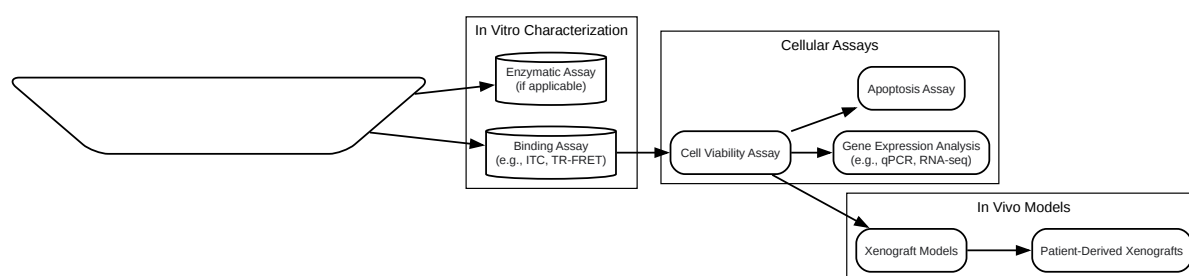 In Vitro Characterization
Enzymatic Assay
(if applicable)
Binding Assay
(e.g., ITC, TR-FRET)
Cellular Assays
Apoptosis Assay
Cell Viability Assay
Gene Expression Analysis
(e.g., qPCR, RNA-seq)
In Vivo Models
Xenograft Models
Patient-Derived Xenografts